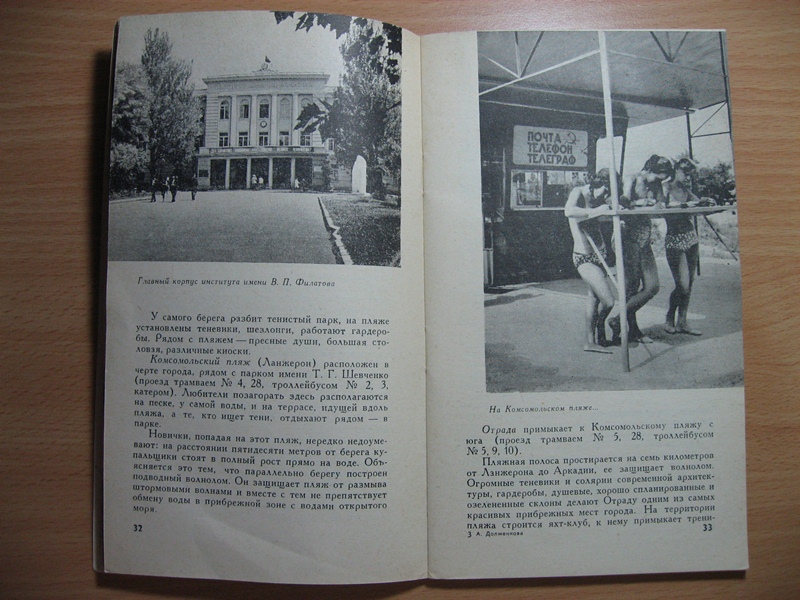 Главный корпус института имени В. П. Филатова
У самого берега разбит тенистый парк, на пляже
установлены теневики, шезлонги, работают гардеро-
бы. Рядом с пляжем — пресные души, большая сто-
ловая, различные киоски.
Комсомольский пляж (Ланжерон) расположен в
черте города, рядом с парком имени Т. Г. Шевченко
(проезд трамваем № 4, 28, троллейбусом № 2, 3,
катером). Любители позагорать здесь располагаются
на песке, у самой воды, и на террасе, идущей вдоль
пляжа, а те, кто ищет тени, отдыхают рядом — в
парке.
Новички, попадая на этот пляж, нередко недоуме-
вают: на расстоянии пятидесяти метров от берега ку-
пальщики стоят в полный рост прямо на воде. Объ-
ясняется это тем, что параллельно берегу построен
подводный волнолом. Он защищает пляж от размыва
штормовыми волнами и вместе с тем не препятствует
обмену воды в прибрежной зоне с водами открытого
моря.
32
ПОЧТА
ТЕЛЕФОН
ТЕЛЕГРАФ
На Комсомольском пляже...
Отрада примыкает к Комсомольскому пляжу с
юга (проезд трамваем № 5, 28, троллейбусом
№ 5, 9, 10).
Пляжная полоса простирается на семь километров
от Ланжерона до Аркадии, ее защищает волнолом.
Огромные теневики и солярии современной архитек-
туры, гардеробы, душевые, хорошо спланированные и
озелененные склоны делают Отраду одним из самых
красивых прибрежных мест города. На территории
пляжа строится яхт-клуб, к нему примыкает трени-
3 А. Долженкова
33